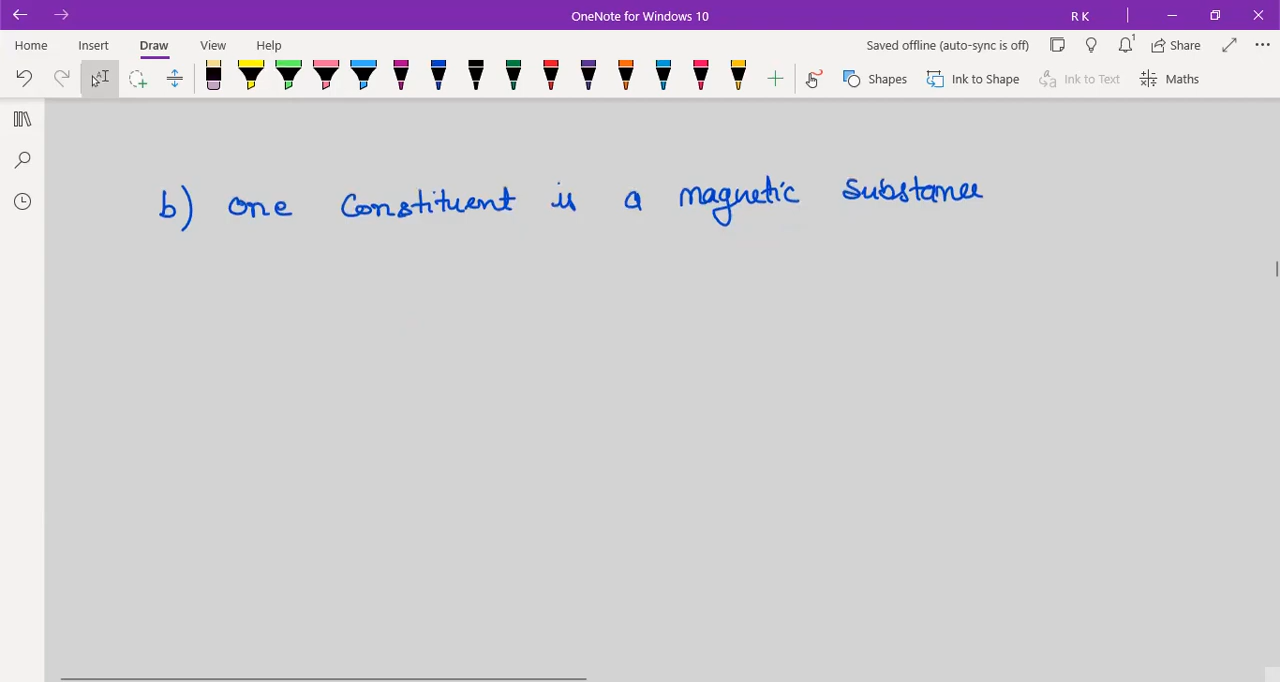 OneNote for Windows 10
R K
Home Insert Draw View Help
Saved offline (auto-sync is off) 1 Share
Shapes Ink to Shape Ink to Text Maths
b) one Constituent is a magnetic Substance